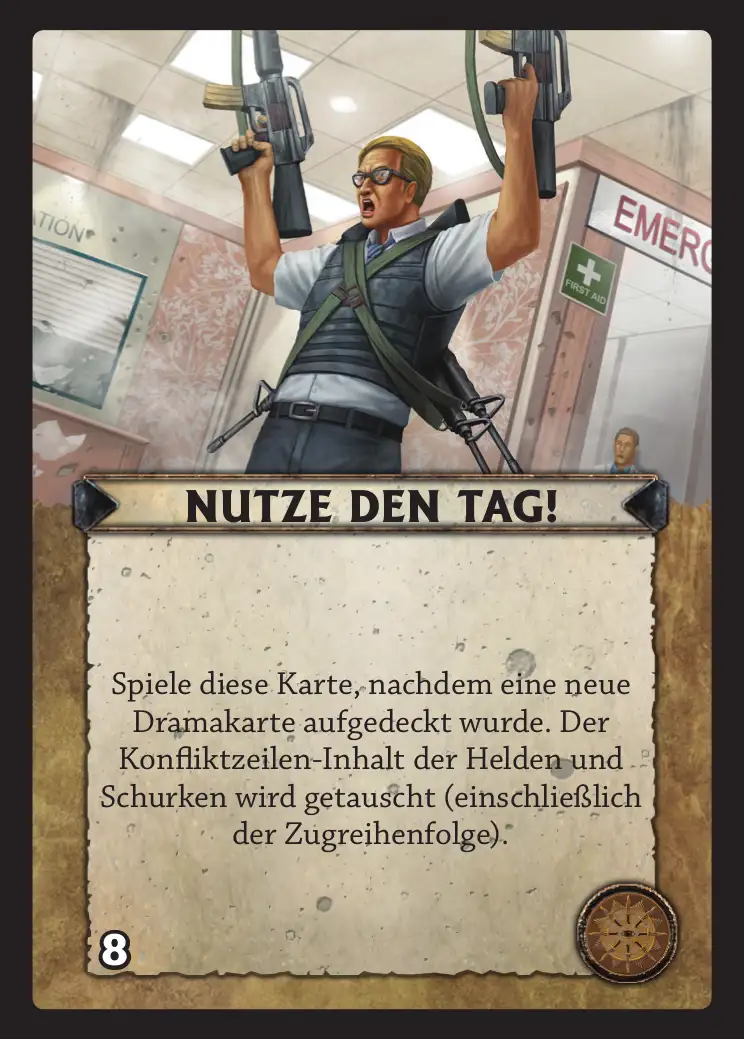 TION
EMERG
FIRST AID
NUTZE DEN TAG!
Spiele diese Karte, nachdem eine neue
Dramakarte aufgedeckt wurde. Der
Konfliktzeilen-Inhalt der Helden und
Schurken wird getauscht (einschließlich
der Zugreihenfolge).
8